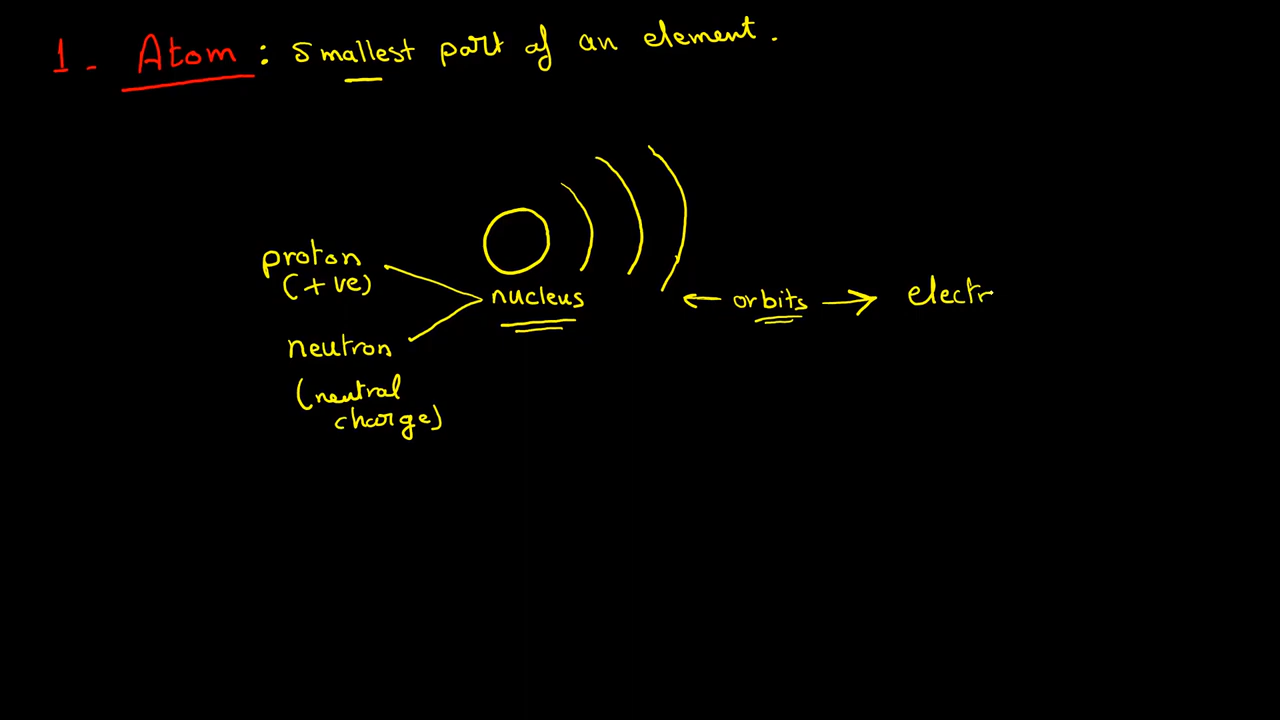 1. Atom : smallest part of an element.
proton
(+ve)
nucleus
← orbits → electr
neutron
(neutral
charge)